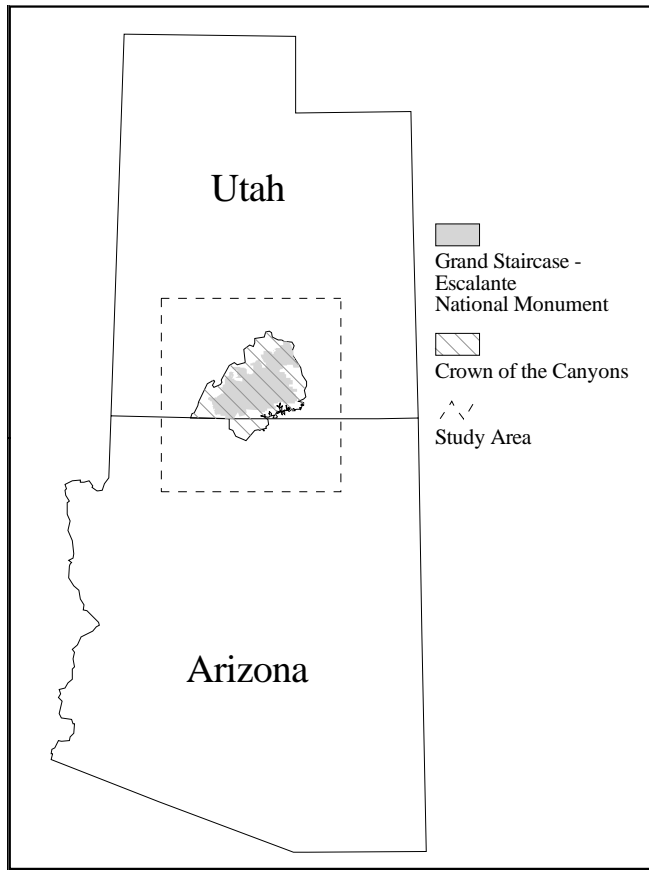 Utah
Grand Staircase -
Escalante
National Monument
Crown of the Canyons
Study Area
Arizona